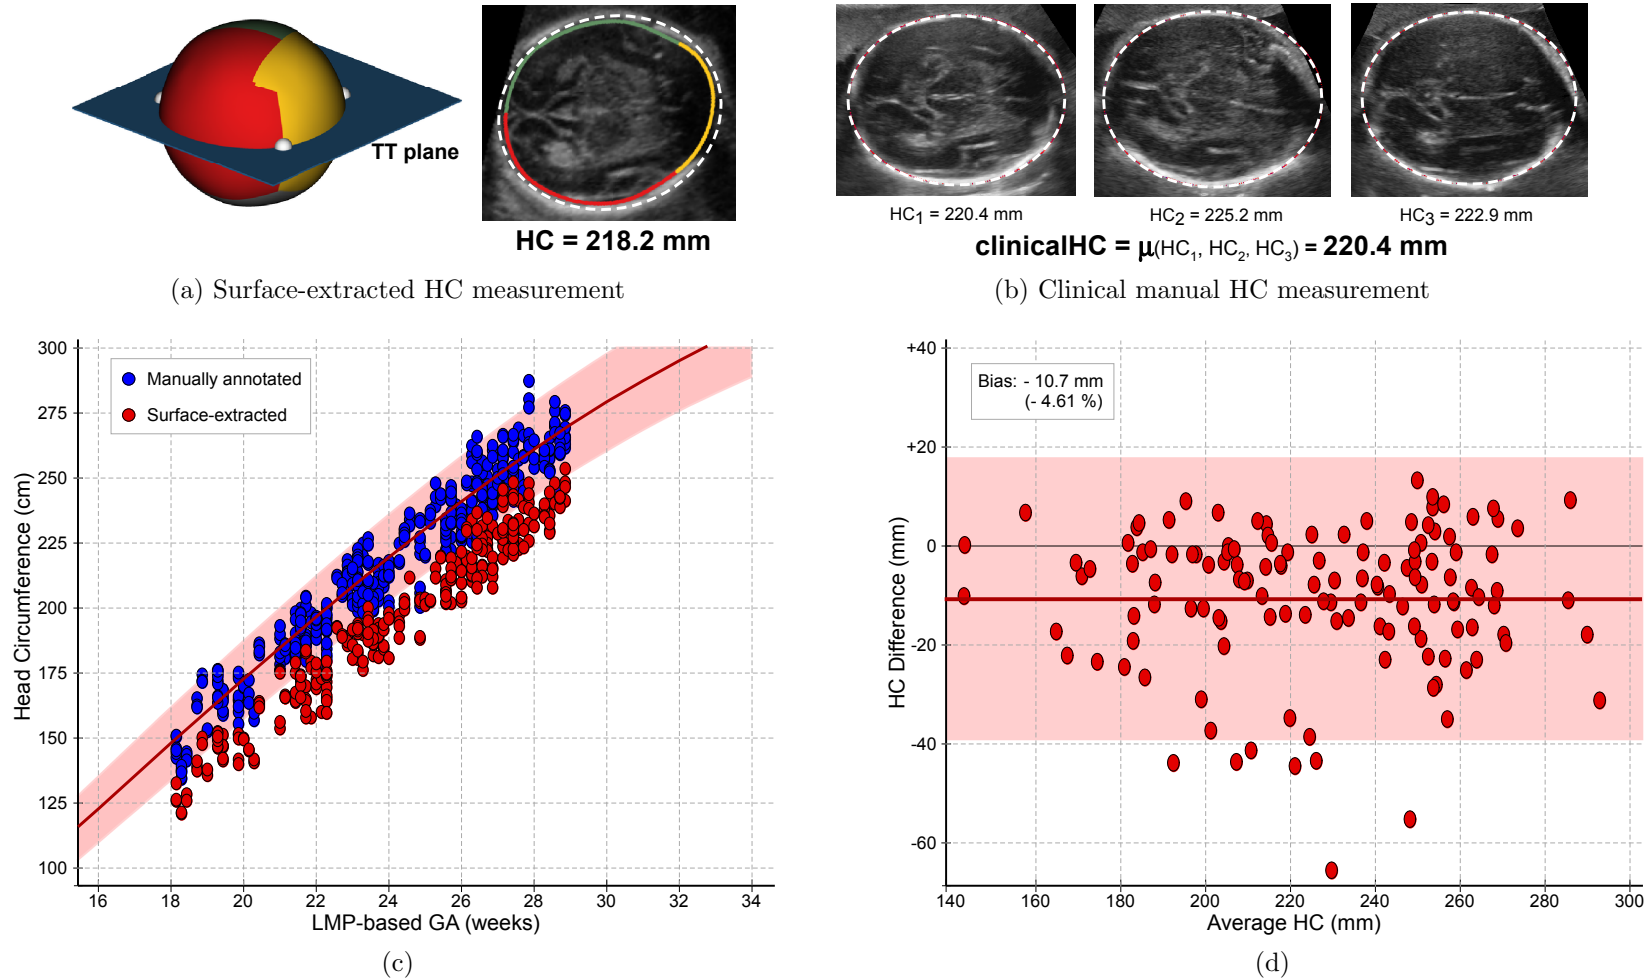 TT plane
HC = 218.2 mm
(a) Surface-extracted HC measurement
HC1 = 220.4 mm
HC2 = 225.2 mm
HC3 = 222.9 mm
clinicalHC = μ(HC1, HC2, HC3) = 220.4 mm
(b) Clinical manual HC measurement
Head Circumference (cm)
300
275
250
225
200
175
150
125
100
Manually annotated
Surface-extracted
16 18 20 22 24 26 28 30 32 34
LMP-based GA (weeks)
(c)
HC Difference (mm)
+40
+20
0
-20
-40
-60
Bias: - 10.7 mm
(- 4.61 %)
140 160 180 200 220 240 260 280 300
Average HC (mm)
(d)